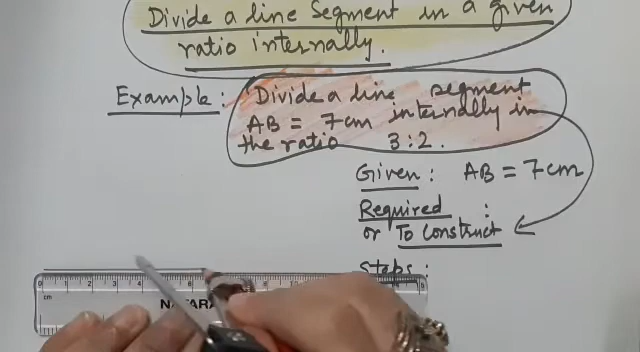 Divide a line Segment in a given
ratio internally.
Example : Divide a line segment
AB = 7cm internally in
the ratio 3:2.
Given : AB = 7cm
Required :
or To Construct
Steps :
cm